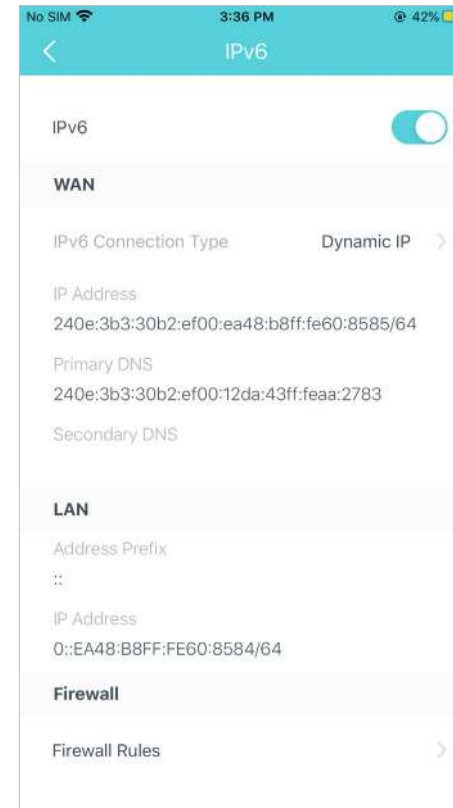 No SIM 3:36 PM 42%
IPv6
IPv6
WAN
IPv6 Connection Type Dynamic IP
IP Address
240e:3b3:30b2:ef00:ea48:b8ff:fe60:8585/64
Primary DNS
240e:3b3:30b2:ef00:12da:43ff:feaa:2783
Secondary DNS
LAN
Address Prefix
::
IP Address
0::EA48:B8FF:FE60:8584/64
Firewall
Firewall Rules